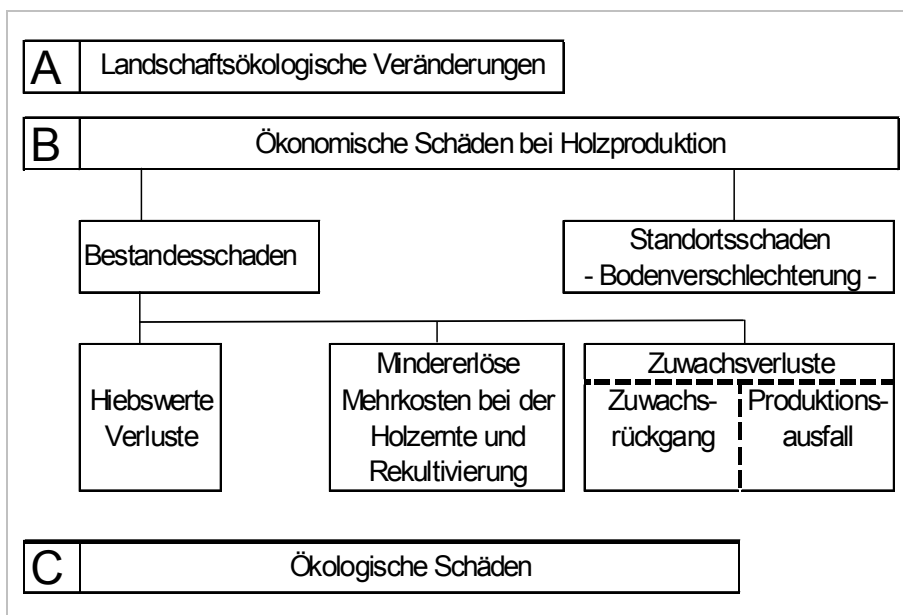 A Landschaftsökologische Veränderungen
B Ökonomische Schäden bei Holzproduktion
Bestandesschaden
Standortsschaden
- Bodenverschlechterung -
Hiebswerte
Verluste
Mindererlöse
Mehrkosten bei der
Holzernte und
Rekultivierung
Zuwachsverluste
Zuwachs-
rückgang
Produktions-
ausfall
C Ökologische Schäden